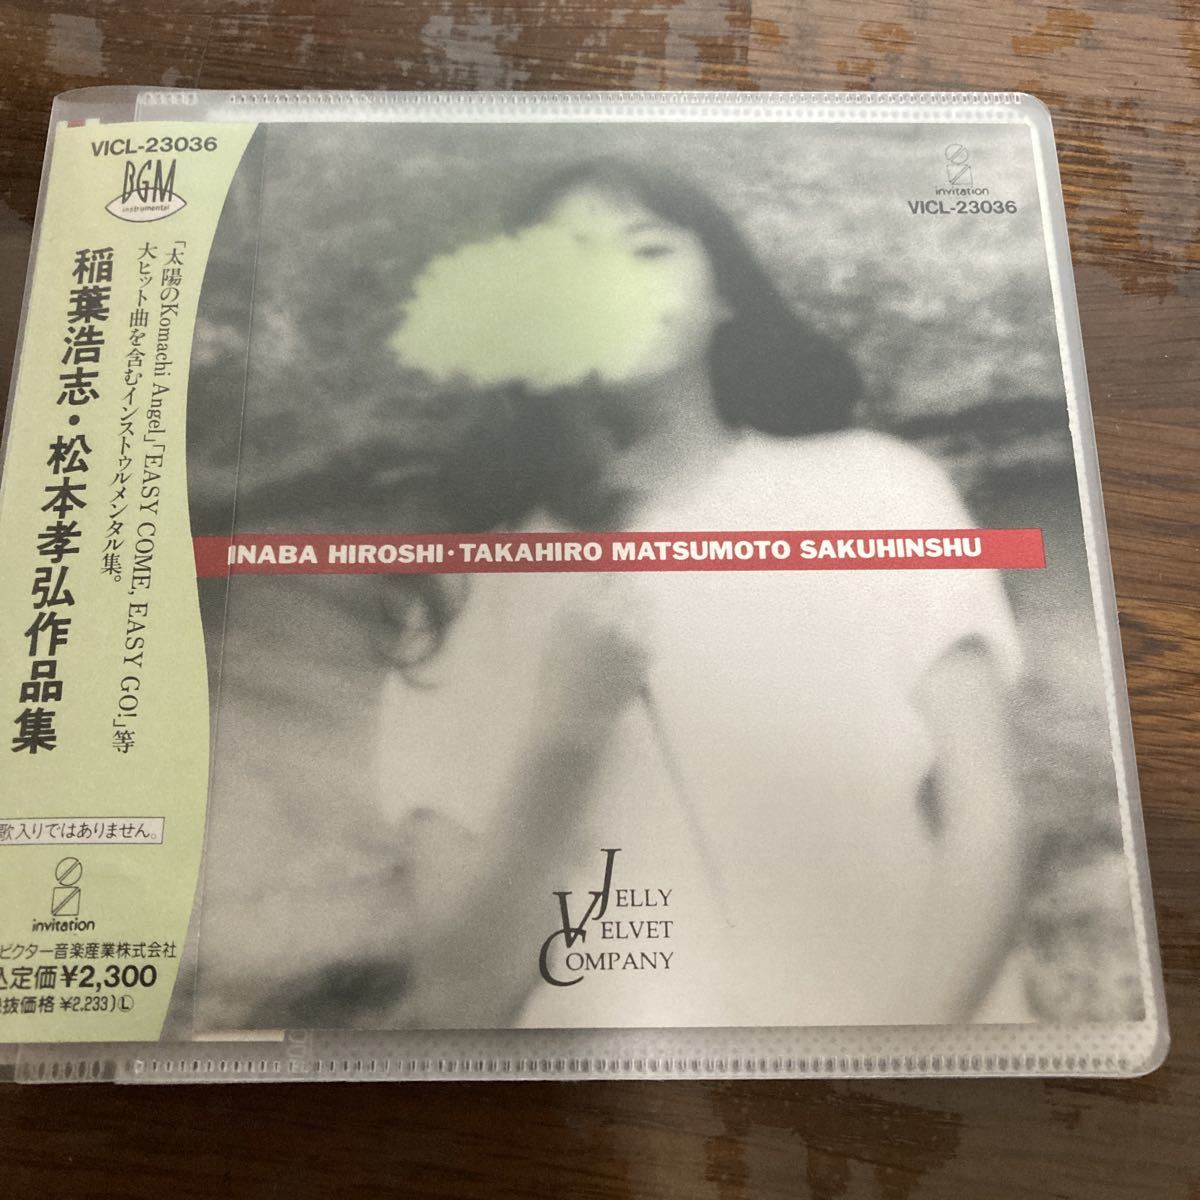 VICL-23036
BGM
instrumental
「太陽のKomachi Angel」「EASY COME, EASY GO!」等
大ヒット曲を含むインストゥルメンタル集。
稲葉浩志・松本孝弘作品集
歌入りではありません。
invitation
ビクター音楽産業株式会社
込定価¥2,300
抜価格 ¥2,233)Ⓛ
invitation
VICL-23036
INABA HIROSHI・TAKAHIRO MATSUMOTO SAKUHINSHU
JELLY
VELVET
COMPANY